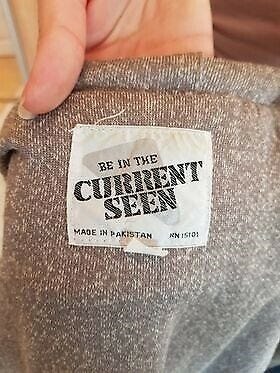 BE IN THE
CURRENT
SEEN
MADE IN PAKISTAN RN 15101